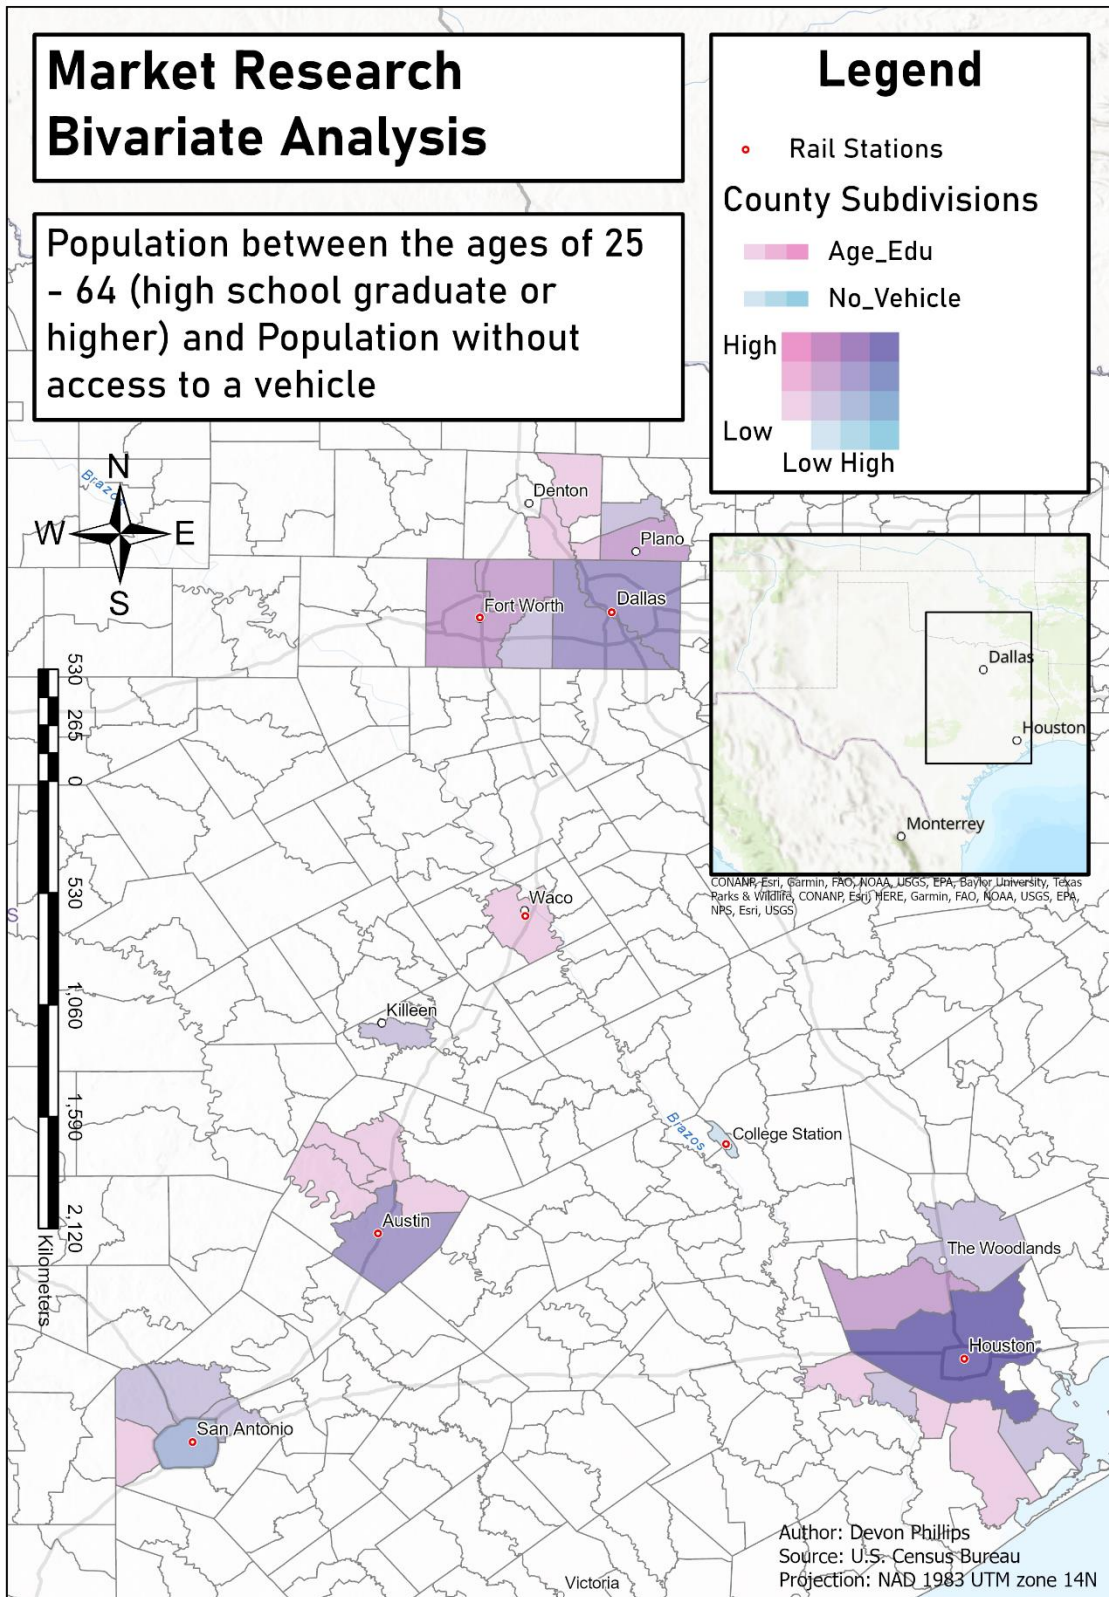 Market Research
Bivariate Analysis
Population between the ages of 25
- 64 (high school graduate or
higher) and Population without
access to a vehicle
Legend
Rail Stations
County Subdivisions
Age_Edu
No_Vehicle
High
Low
Low High
N
W E
S
Brazos
Denton
Plano
Fort Worth
Dallas
Dallas
Houston
Monterrey
CONANP, Esri, Garmin, FAO, NOAA, USGS, EPA, Baylor University, Texas
Parks & Wildlife, CONANP, Esri, HERE, Garmin, FAO, NOAA, USGS, EPA,
NPS, Esri, USGS
530 265 0 530 1,060 1,590 2,120
Kilometers
S
Waco
Killeen
Brazos
College Station
Austin
The Woodlands
Houston
San Antonio
Victoria
Author: Devon Phillips
Source: U.S. Census Bureau
Projection: NAD 1983 UTM zone 14N